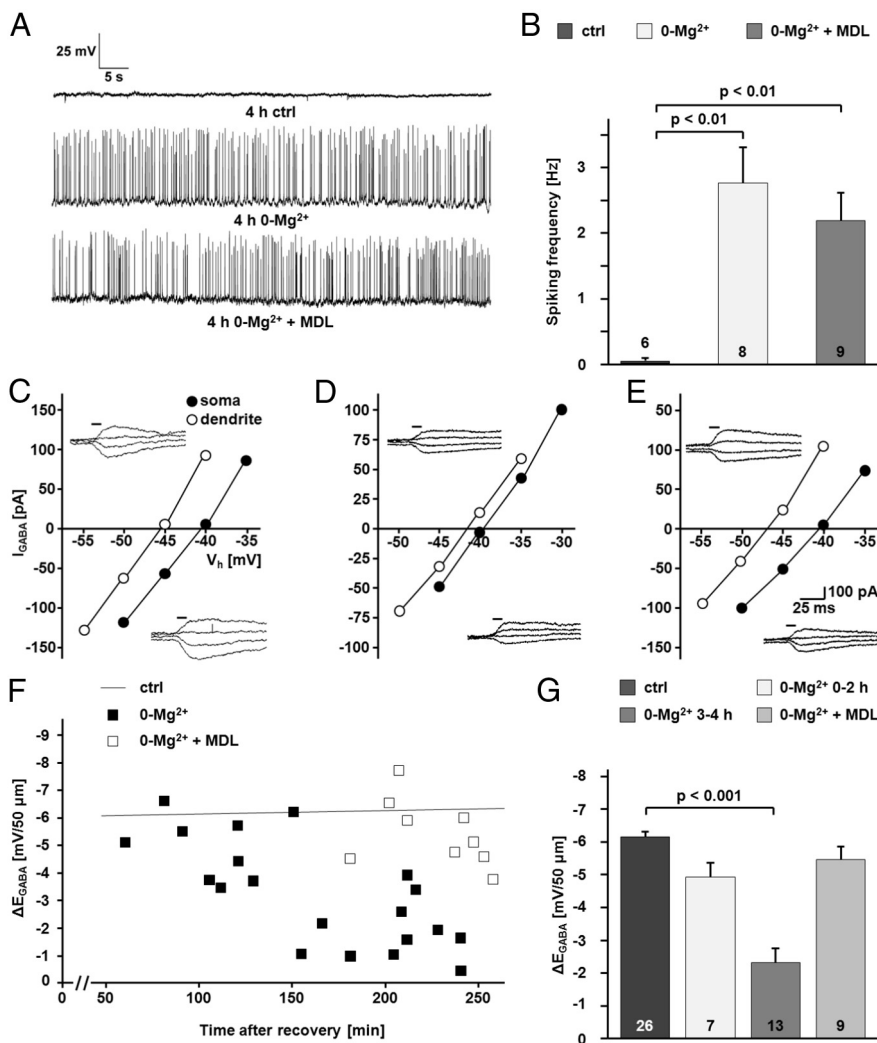 A
25 mV
5 s
4 h ctrl
4 h 0-Mg²⁺
4 h 0-Mg²⁺ + MDL
B
ctrl
0-Mg²⁺
0-Mg²⁺ + MDL
p < 0.01
p < 0.01
Spiking frequency [Hz]
3
2
1
0
6
8
9
C
soma
dendrite
150
100
50
0
-50
-100
-150
I_GABA [pA]
-55 -50 -45 -40 -35
V_h [mV]
D
100
75
50
25
0
-25
-50
-75
-100
-50 -45 -40 -35 -30
E
150
100
50
0
-50
-100
-150
-55 -50 -45 -40 -35
100 pA
25 ms
F
ctrl
0-Mg²⁺
0-Mg²⁺ + MDL
ΔE_GABA [mV/50 µm]
-9
-8
-7
-6
-5
-4
-3
-2
-1
0
0 50 100 150 200 250
Time after recovery [min]
G
ctrl
0-Mg²⁺ 0-2 h
0-Mg²⁺ 3-4 h
0-Mg²⁺ + MDL
p < 0.001
ΔE_GABA [mV/50 µm]
-8
-7
-6
-5
-4
-3
-2
-1
0
26 7 13 9